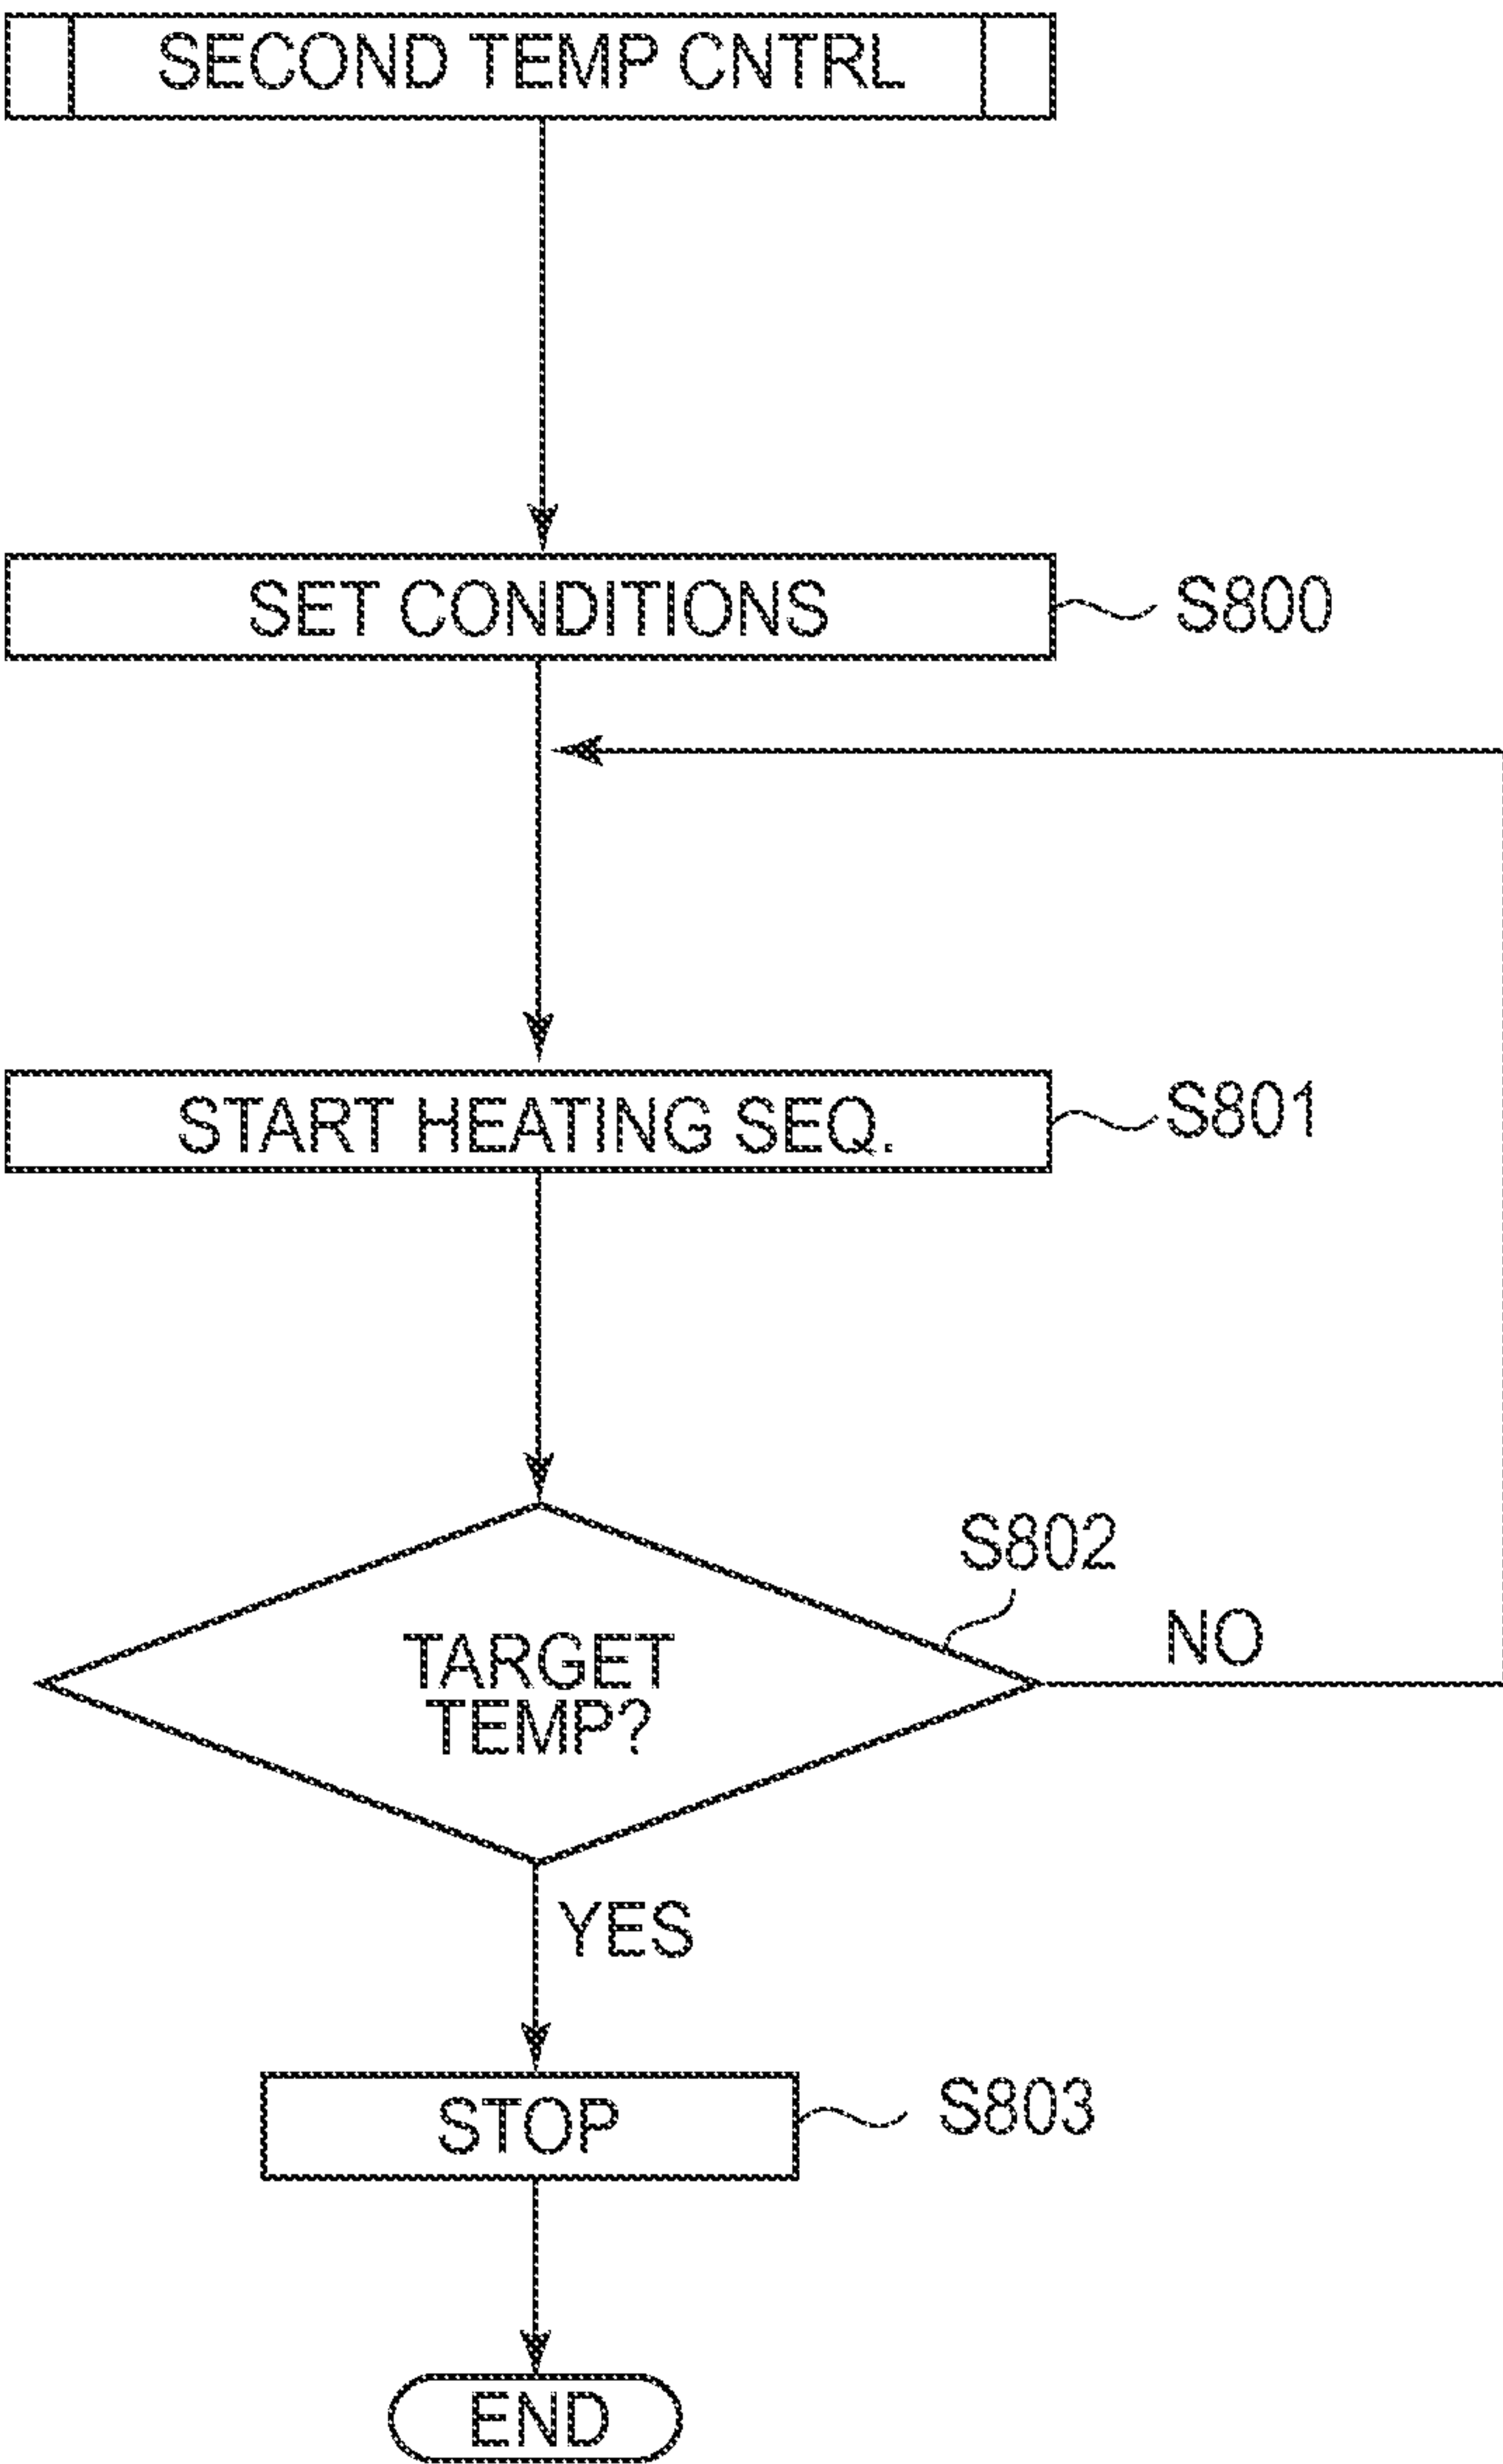 SECOND TEMP CNTRL
SET CONDITIONS
S800
START HEATING SEQ.
S801
S802
TARGET
TEMP?
NO
YES
STOP
S803
END